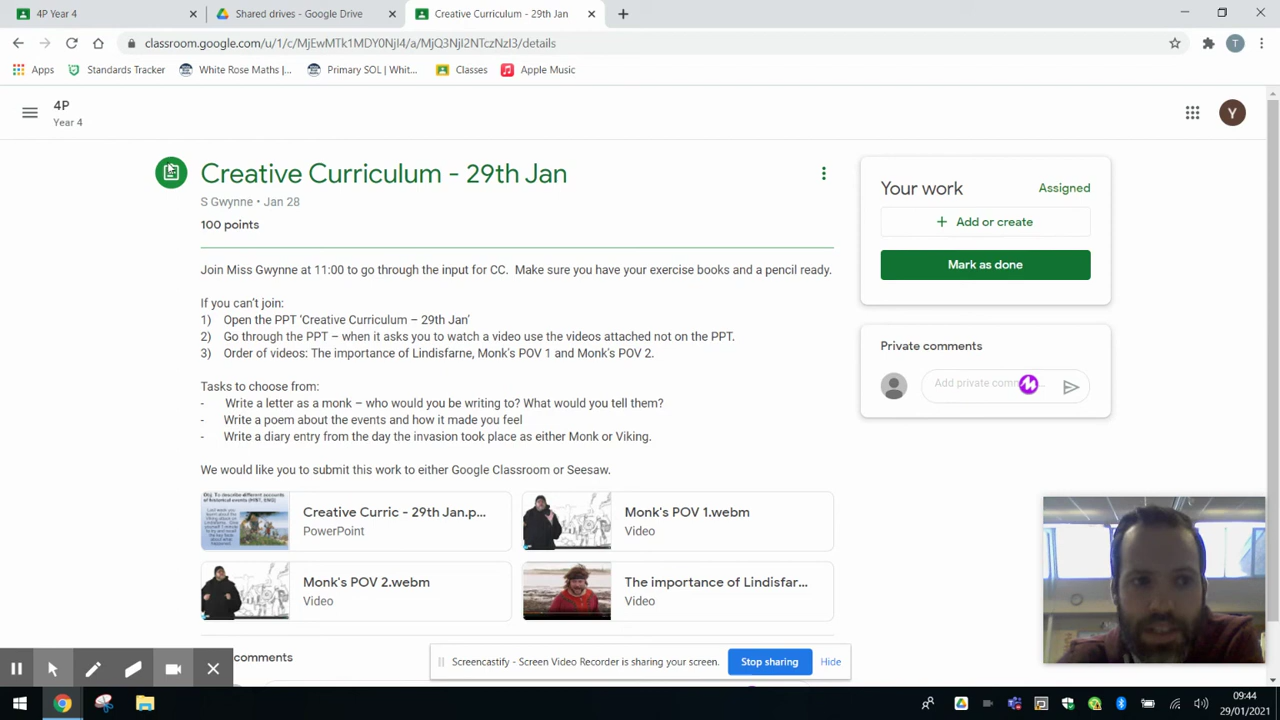 4P Year 4
Shared drives - Google Drive
Creative Curriculum - 29th Jan
classroom.google.com/u/1/c/MjEwMTk1MDY0NjI4/a/MjQ3NjI2NTczNzI3/details
T
Apps
Standards Tracker
White Rose Maths |...
Primary SOL | Whit...
Classes
Apple Music
4P
Year 4
Y
Creative Curriculum - 29th Jan
S Gwynne • Jan 28
100 points
Join Miss Gwynne at 11:00 to go through the input for CC. Make sure you have your exercise books and a pencil ready.
If you can't join:
1) Open the PPT 'Creative Curriculum – 29th Jan'
2) Go through the PPT – when it asks you to watch a video use the videos attached not on the PPT.
3) Order of videos: The importance of Lindisfarne, Monk's POV 1 and Monk's POV 2.
Tasks to choose from:
- Write a letter as a monk – who would you be writing to? What would you tell them?
- Write a poem about the events and how it made you feel
- Write a diary entry from the day the invasion took place as either Monk or Viking.
We would like you to submit this work to either Google Classroom or Seesaw.
Creative Curric - 29th Jan.p...
PowerPoint
Monk's POV 1.webm
Video
Monk's POV 2.webm
Video
The importance of Lindisfar...
Video
comments
Your work
Assigned
+ Add or create
Mark as done
Private comments
Add private comm
Screencastify - Screen Video Recorder is sharing your screen.
Stop sharing
Hide
09:44
29/01/2021